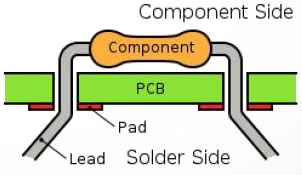 Component Side
Component
PCB
Pad
Lead
Solder Side